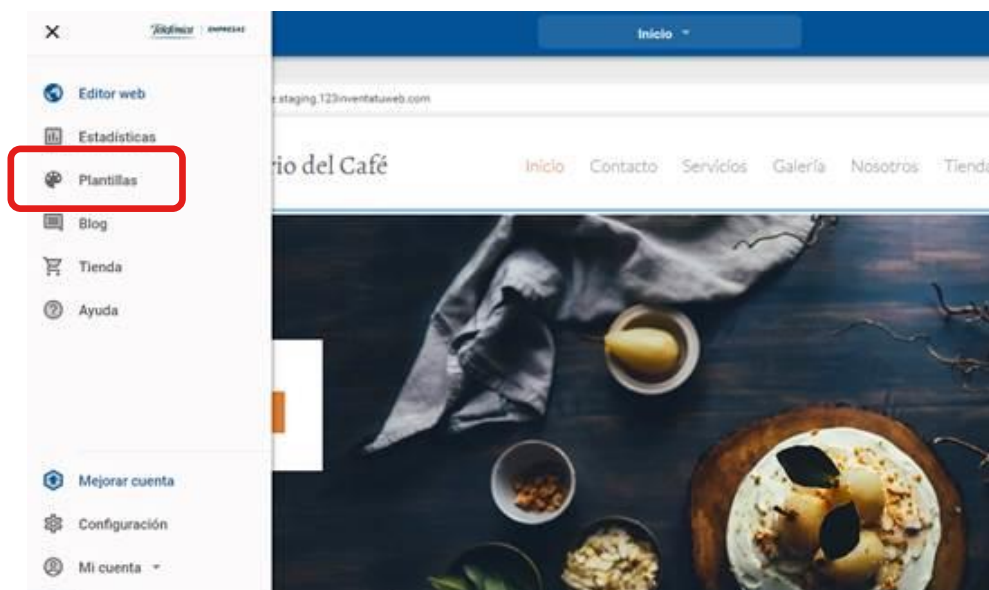 Telefónica EMPRESAS
Inicio
Editor web
staging.123inventatuweb.com
Estadísticas
rio del Café
Inicio Contacto Servicios Galería Nosotros Tienda
Plantillas
Blog
Tienda
Ayuda
Mejorar cuenta
Configuración
Mi cuenta